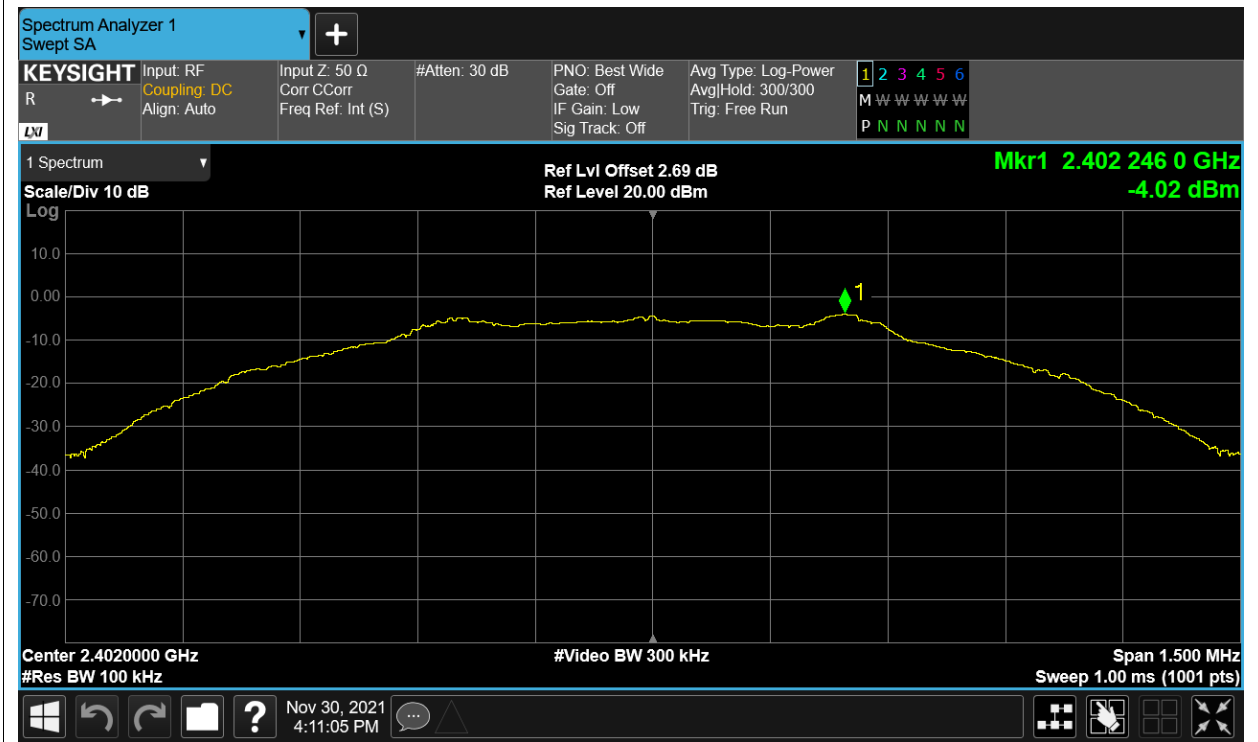 Spectrum Analyzer 1
Swept SA
+
KEYSIGHT
R
LXI
Input: RF
Coupling: DC
Align: Auto
Input Z: 50 Ω
Corr CCorr
Freq Ref: Int (S)
#Atten: 30 dB
PNO: Best Wide
Gate: Off
IF Gain: Low
Sig Track: Off
Avg Type: Log-Power
Avg|Hold: 300/300
Trig: Free Run
1 2 3 4 5 6
M W W W W W
P N N N N N
1 Spectrum
Scale/Div 10 dB
Ref Lvl Offset 2.69 dB
Ref Level 20.00 dBm
Mkr1 2.402 246 0 GHz
-4.02 dBm
Log
10.0
0.00
1
-10.0
-20.0
-30.0
-40.0
-50.0
-60.0
-70.0
Center 2.4020000 GHz
#Video BW 300 kHz
Span 1.500 MHz
#Res BW 100 kHz
Sweep 1.00 ms (1001 pts)
?
Nov 30, 2021
4:11:05 PM